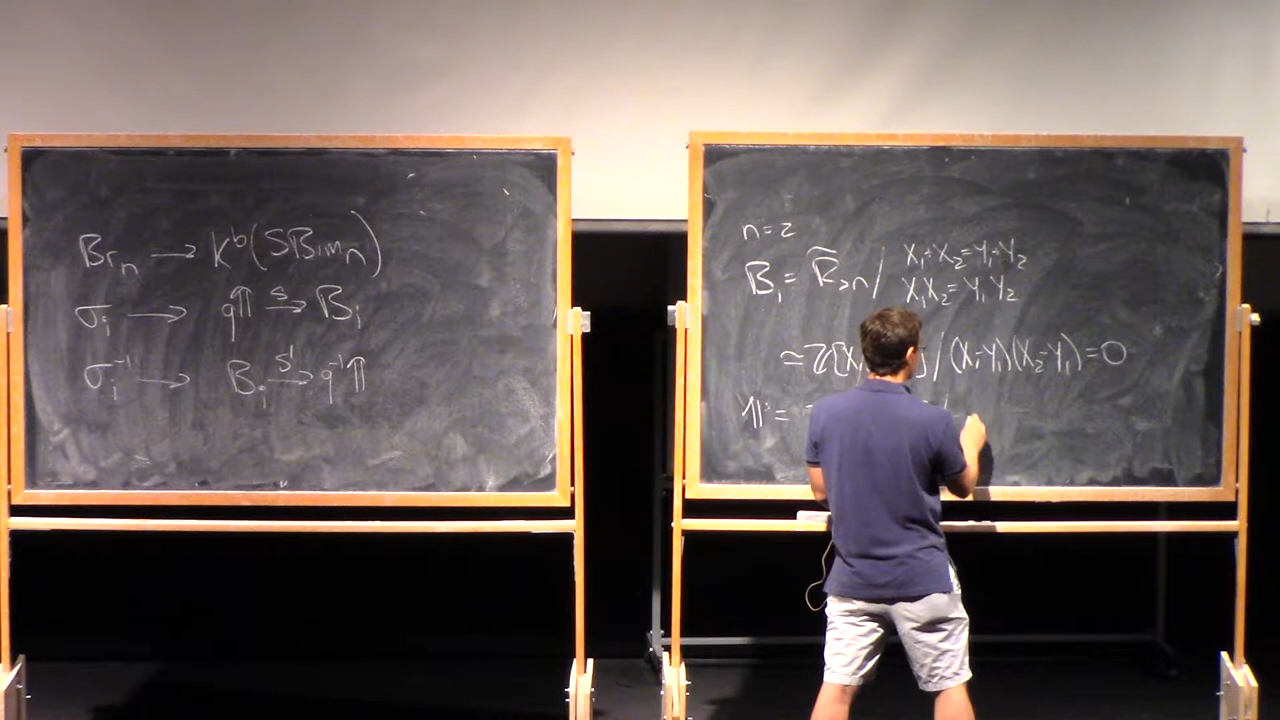 Br_n → K^b(SBim_n)
σ_i → q𝟙 →^s B_i
σ_i^{-1} → B_i →^{s'} q^{-1}𝟙
n=2
B_1 = R̃_{2n} / X_1+X_2=Y_1+Y_2
X_1X_2=Y_1Y_2
≃ Z[X_1 ] / (X_1-Y_1)(X_2-Y_1)=0
𝟙 =